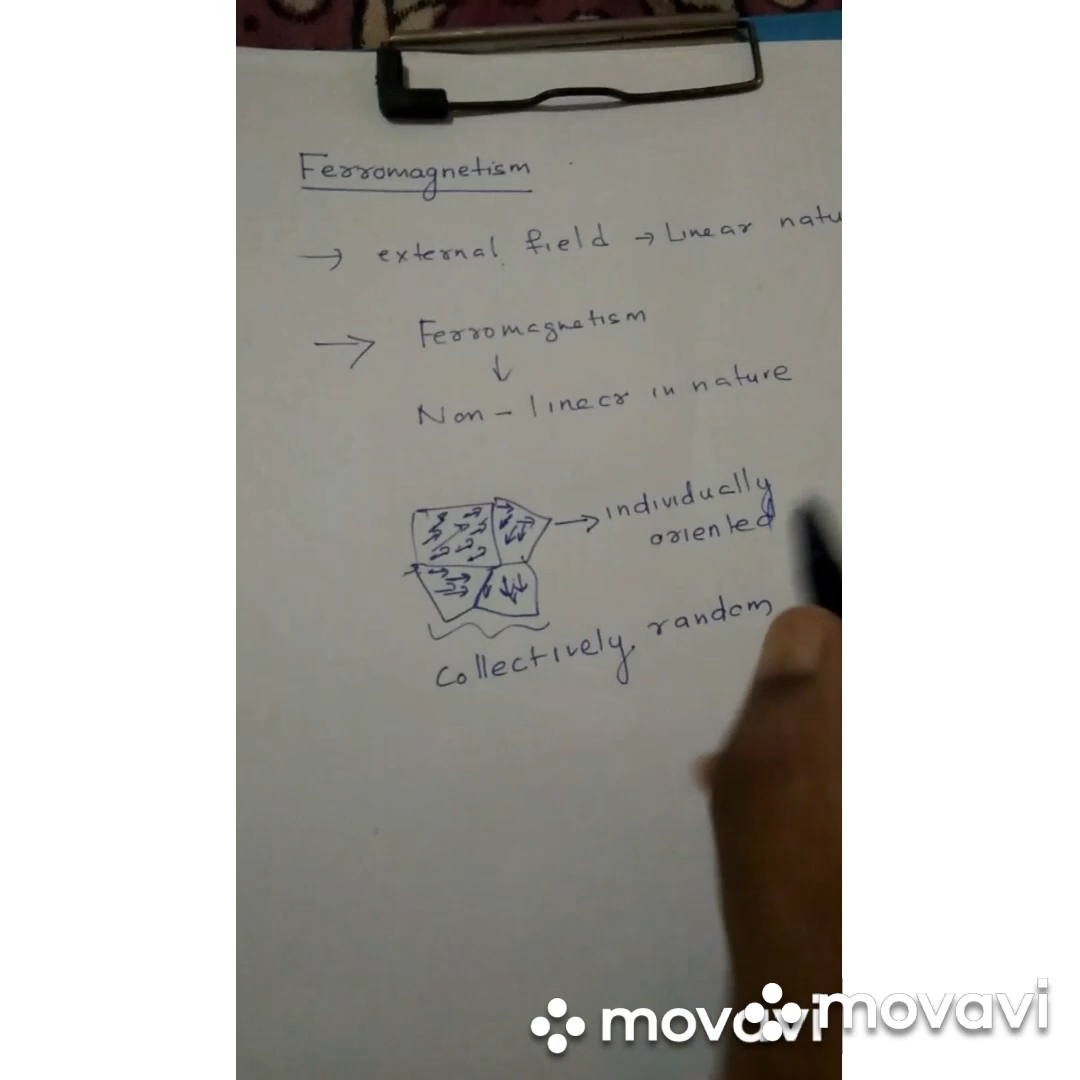 Ferromagnetism
→ external field → Linear natu
→ Ferromagnetism
↓
Non-linear in nature
→ individually
oriented
Collectively random
movavi
movavi